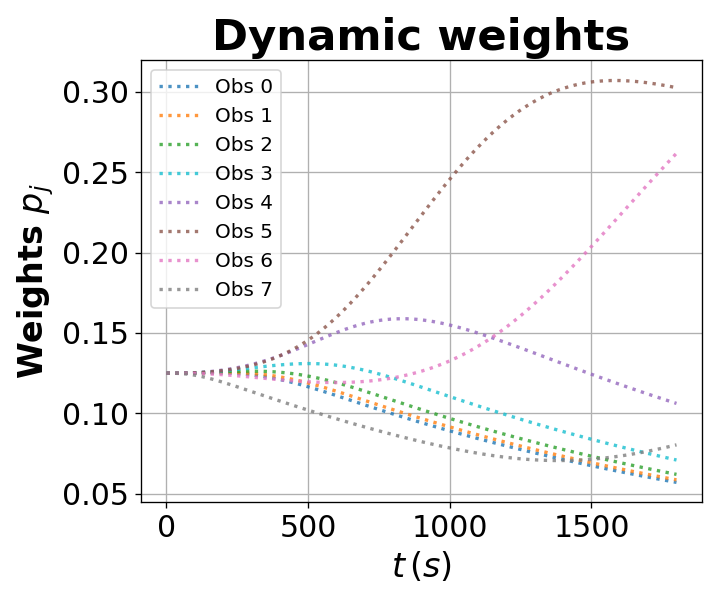 Dynamic weights
Weights p_j
0.30
0.25
0.20
0.15
0.10
0.05
Obs 0
Obs 1
Obs 2
Obs 3
Obs 4
Obs 5
Obs 6
Obs 7
0 500 1000 1500
t (s)